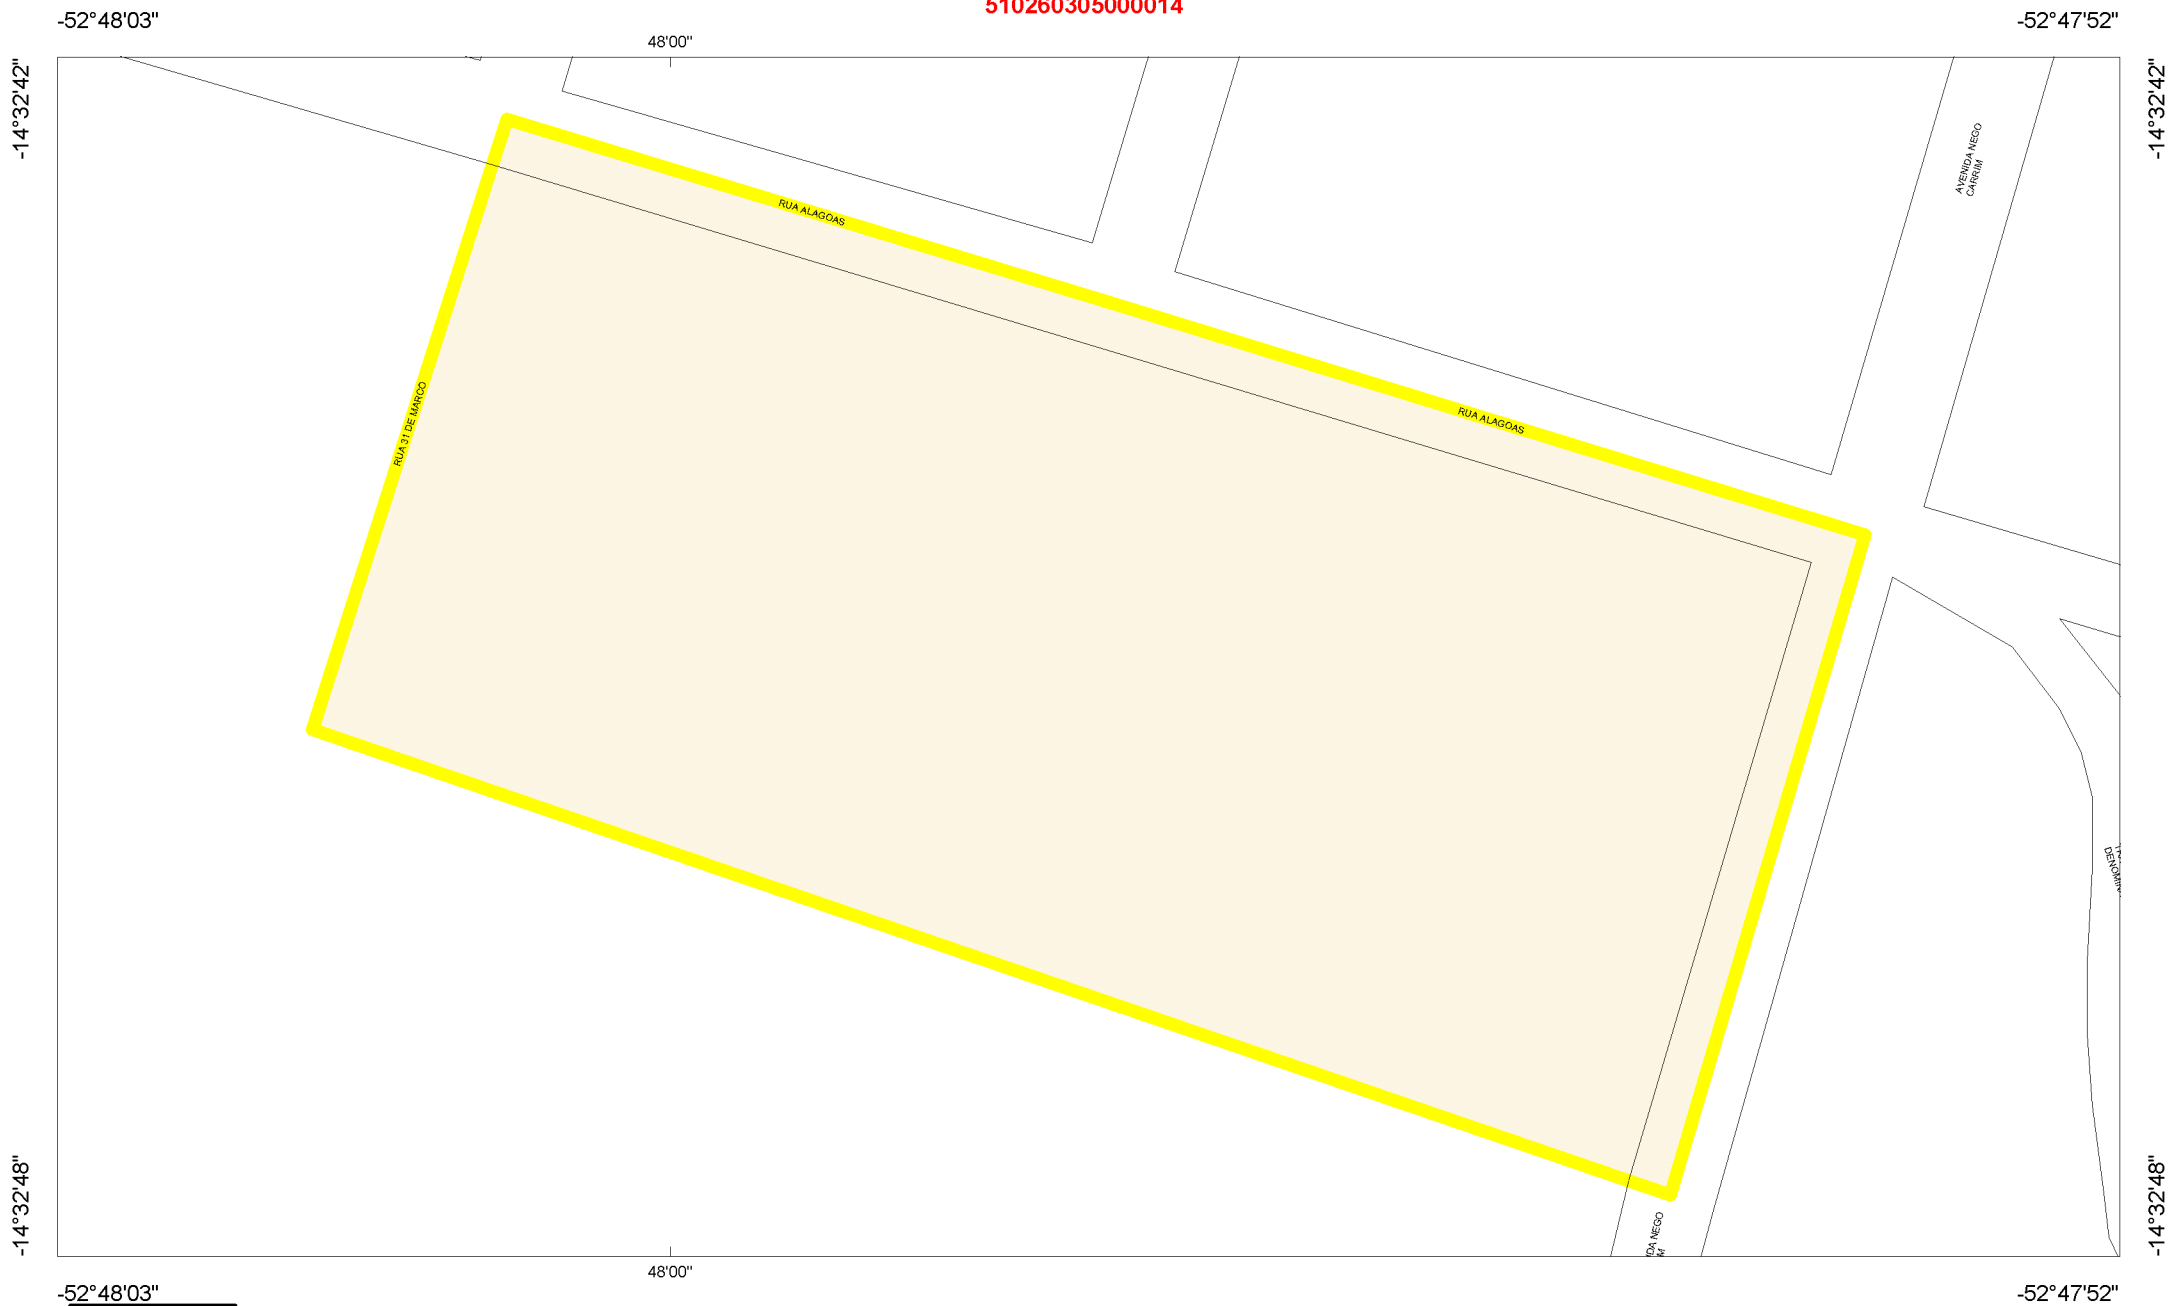 510260305000014
-52°48'03"
-52°47'52"
48'00"
-14°32'42"
-14°32'42"
AVENIDA NEGO
CARRIM
RUA ALAGOAS
RUA 31 DE MARCO
RUA ALAGOAS
-14°32'48"
-14°32'48"
NEGO
48'00"
-52°48'03"
-52°47'52"